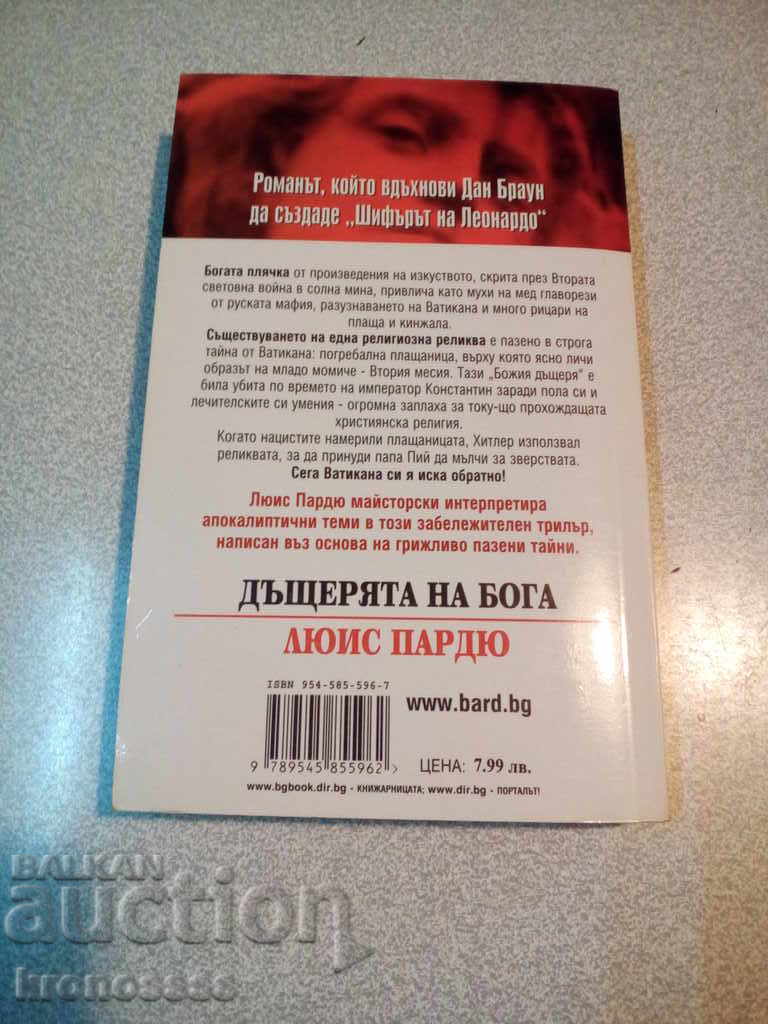 Романът, който вдъхнови Дан Браун
да създаде „Шифърът на Леонардо“
Богата плячка от произведения на изкуството, скрита през Втората
световна война в солна мина, привлича като мухи на мед главорези
от руската мафия, разузнаването на Ватикана и много рицари на
плаща и кинжала.
Съществуването на една религиозна реликва е пазено в строга
тайна от Ватикана: погребална плащаница, върху която ясно личи
образът на младо момиче - Втория месия. Тази „Божия дъщеря“ е
била убита по времето на император Константин заради пола си и
лечителските си умения - огромна заплаха за току-що прохождащата
християнска религия.
Когато нацистите намерили плащаницата, Хитлер използвал
реликвата, за да принуди папа Пий да мълчи за зверствата.
Сега Ватикана си я иска обратно!
Люис Пардю майсторски интерпретира
апокалиптични теми в този забележителен трилър,
написан въз основа на грижливо пазени тайни.
ДЪЩЕРЯТА НА БОГА
ЛЮИС ПАРДЮ
ISBN 954-585-596-7
www.bard.bg
9 789545 855962 >
ЦЕНА: 7.99 лв.
www.bgbook.dir.bg - КНИЖАРНИЦАТА; www.dir.bg - ПОРТАЛЪТ!
BALKAN
auction
kronossss